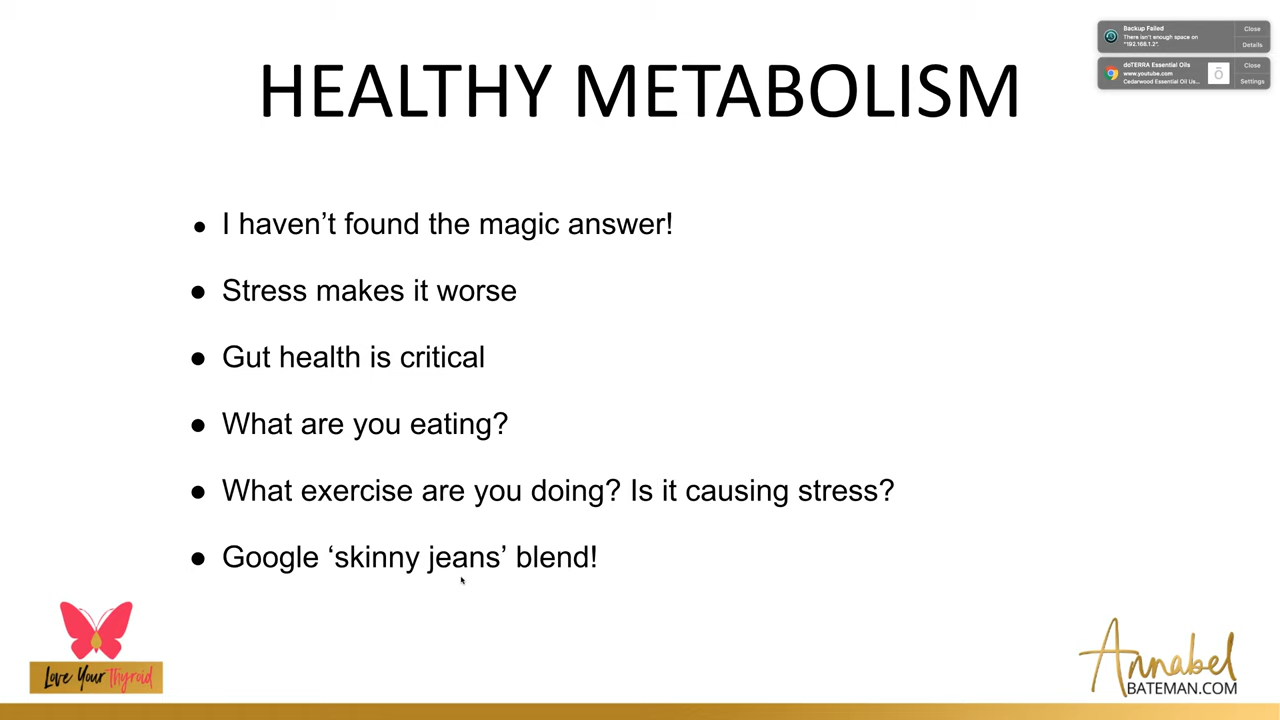 Backup Failed
There isn't enough space on
"192.168.1.2".
Close
Details
doTERRA Essential Oils
www.youtube.com
Cedarwood Essential Oil Us...
Close
Settings
HEALTHY METABOLISM
• I haven't found the magic answer!
• Stress makes it worse
• Gut health is critical
• What are you eating?
• What exercise are you doing? Is it causing stress?
• Google 'skinny jeans' blend!
Love Your Thyroid
Annabel
BATEMAN.COM